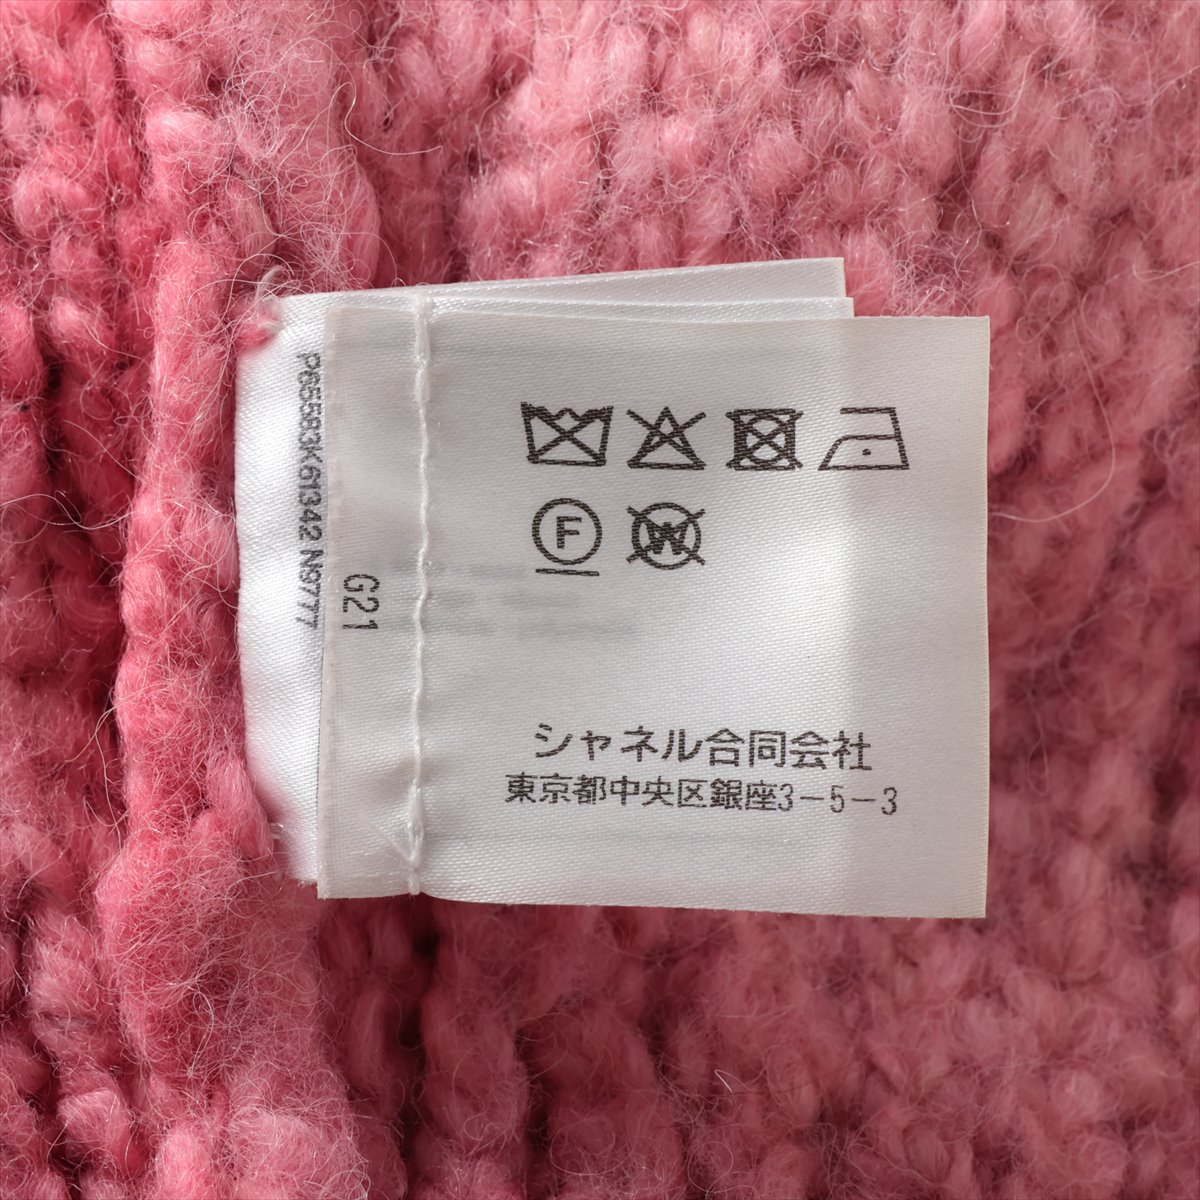 P65583K61342 N9777
G21
F
W
シャネル合同会社
東京都中央区銀座3-5-3